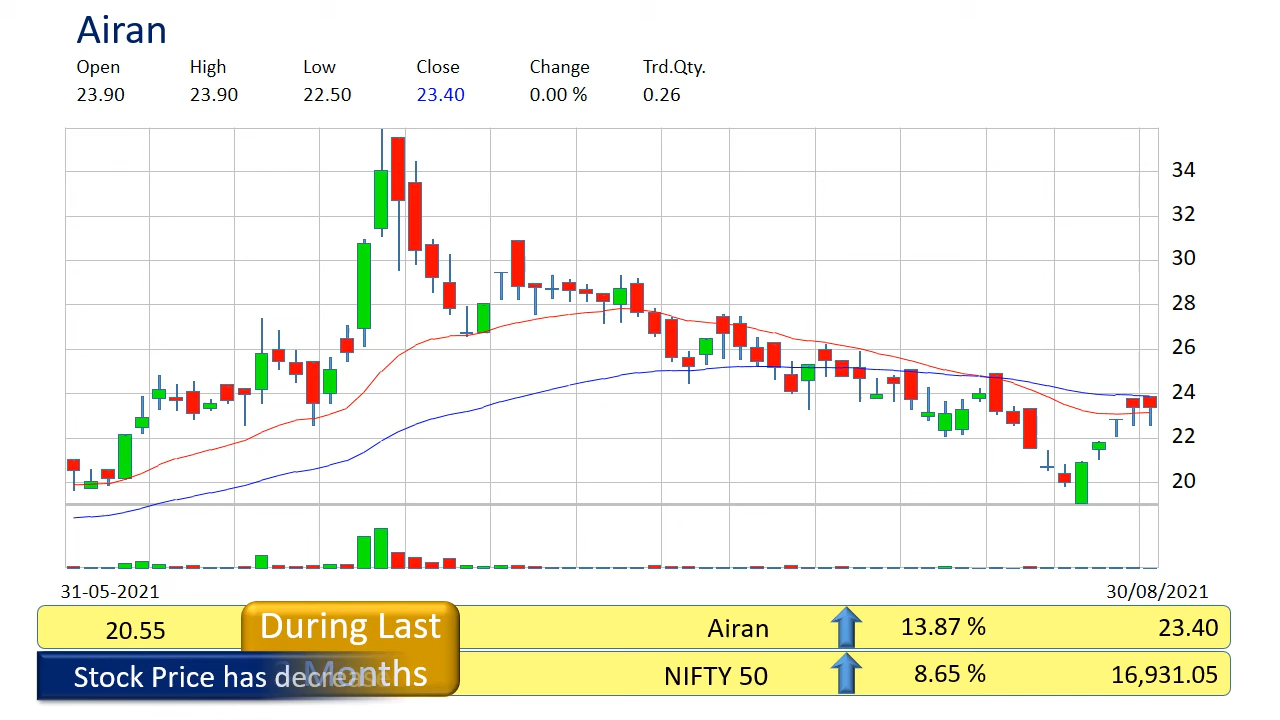 Airan
Open High Low Close Change Trd.Qty.
23.90 23.90 22.50 23.40 0.00 % 0.26
34
32
30
28
26
24
22
20
31-05-2021 30/08/2021
20.55 During Last Airan 13.87 % 23.40
Stock Price has Months NIFTY 50 8.65 % 16,931.05